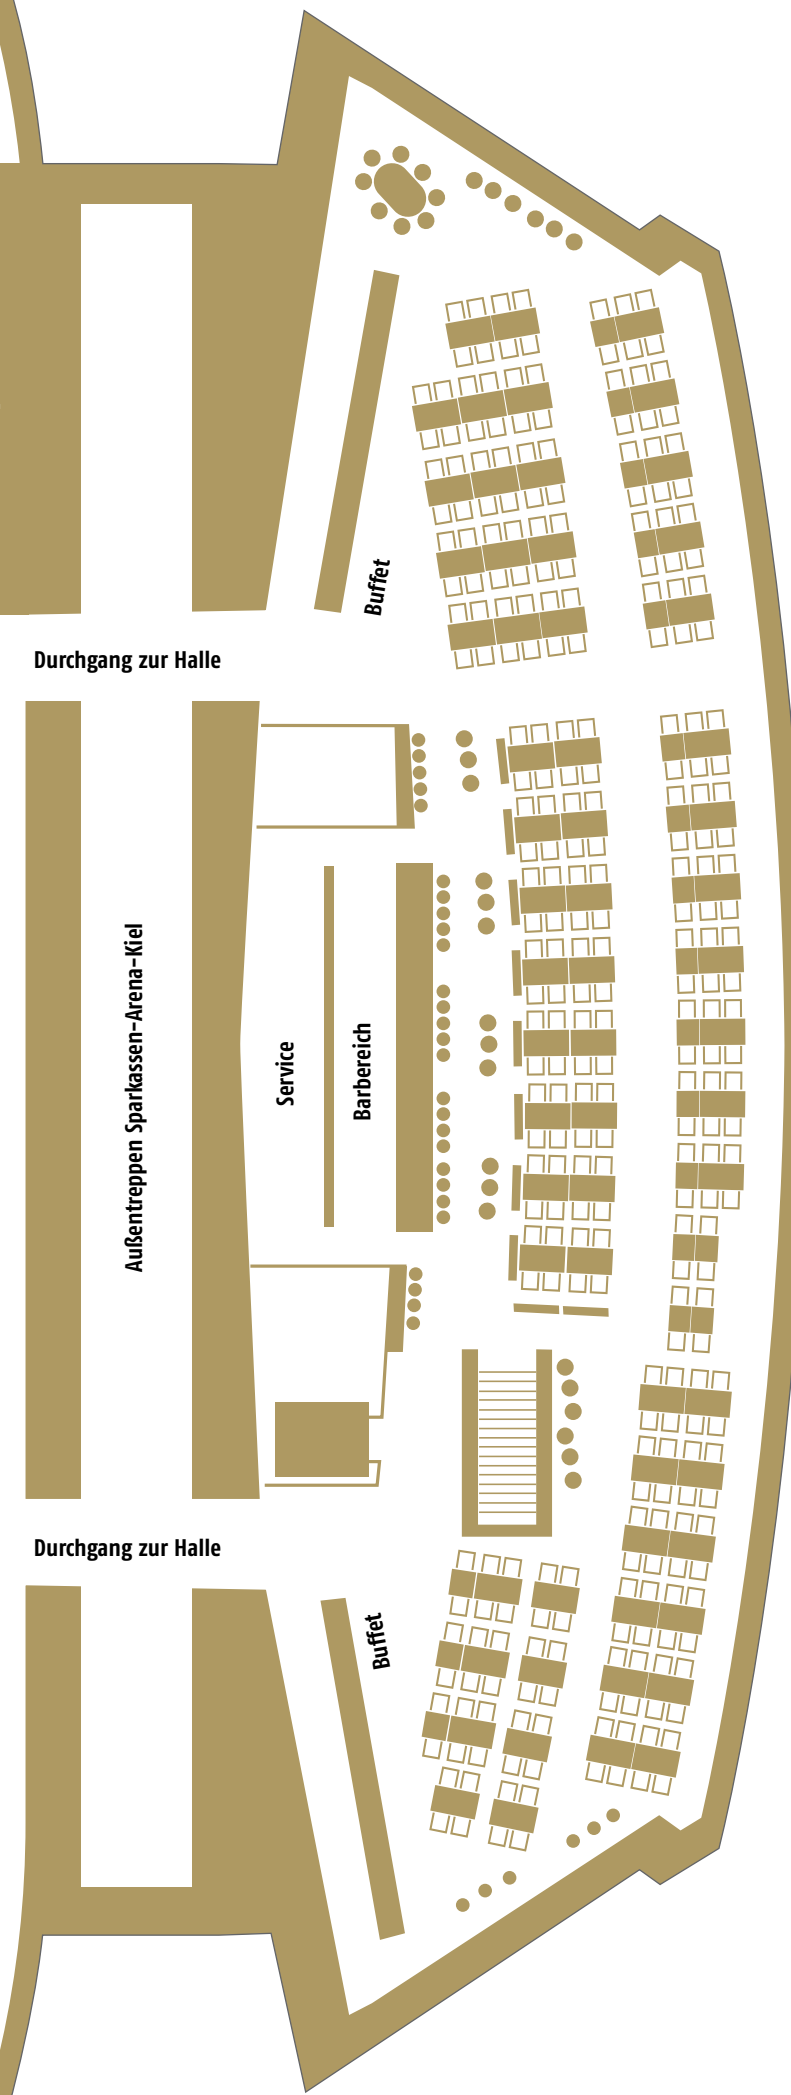 Buffet
Durchgang zur Halle
Außentreppen Sparkassen-Arena-Kiel
Service
Barbereich
Durchgang zur Halle
Buffet